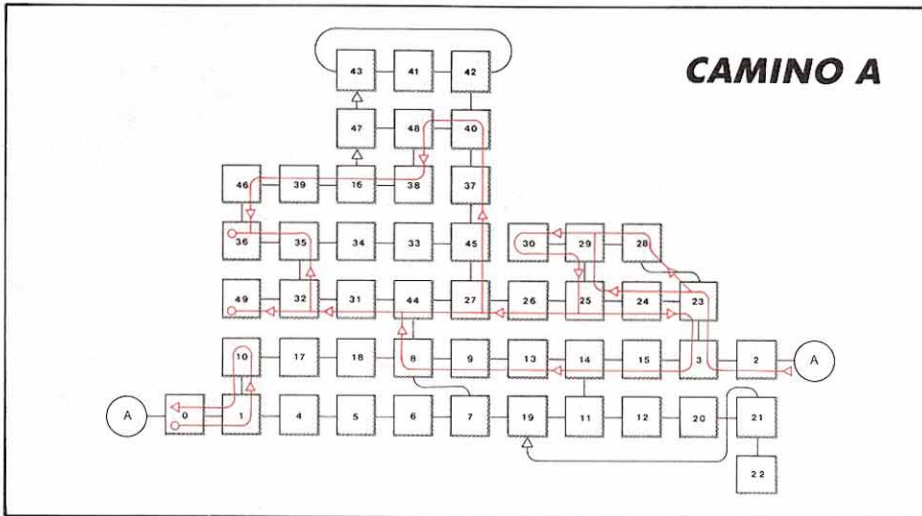 43 41 42
CAMINO A
47 48 40
46 39 16 38 37
36 35 34 33 45 30 29 28
49 32 31 44 27 26 25 24 23
10 17 18 8 9 13 14 15 3 2 A
A 0 1 4 5 6 7 19 11 12 20 21
22